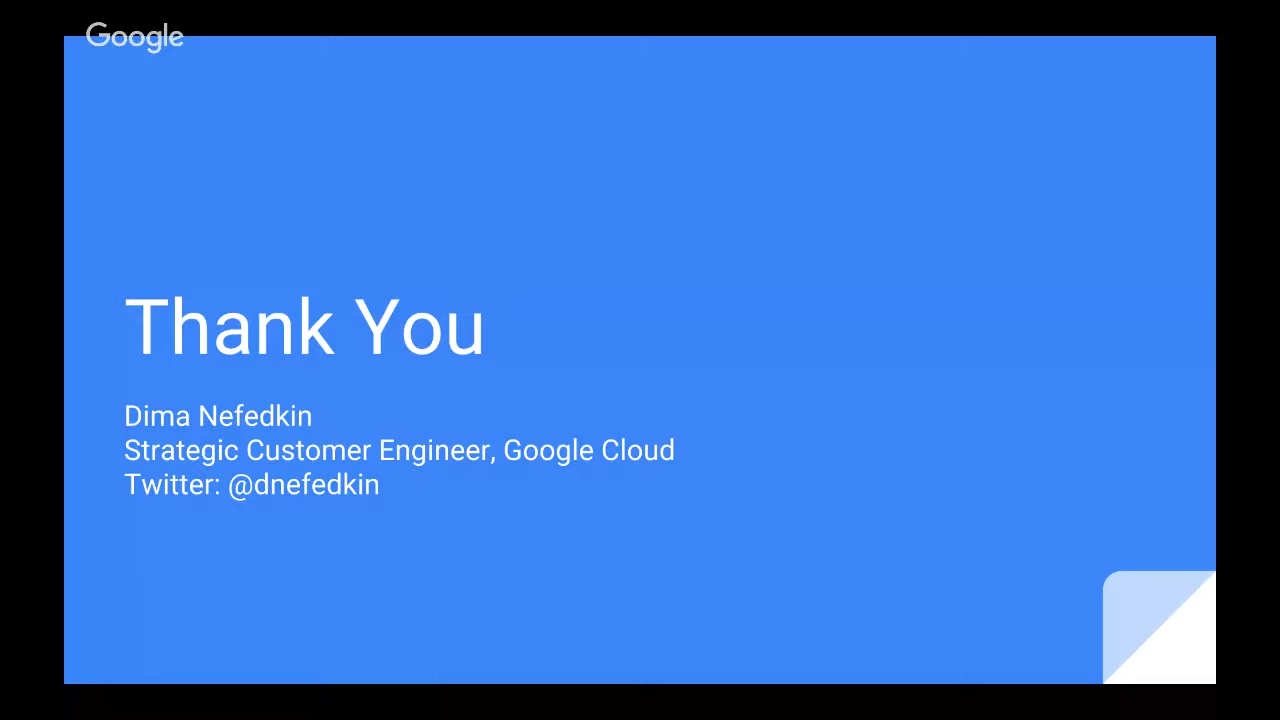 Google
Thank You
Dima Nefedkin
Strategic Customer Engineer, Google Cloud
Twitter: @dnefedkin